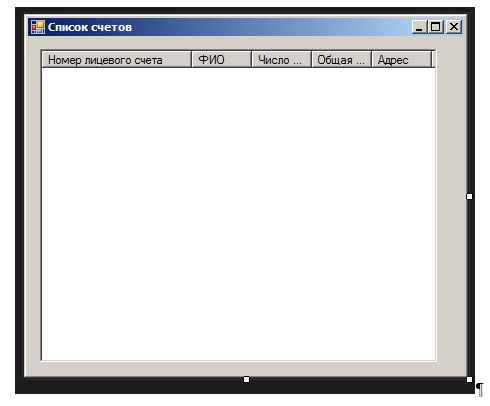 Список счетов
Номер лицевого счета ФИО Число ... Общая ... Адрес
¶